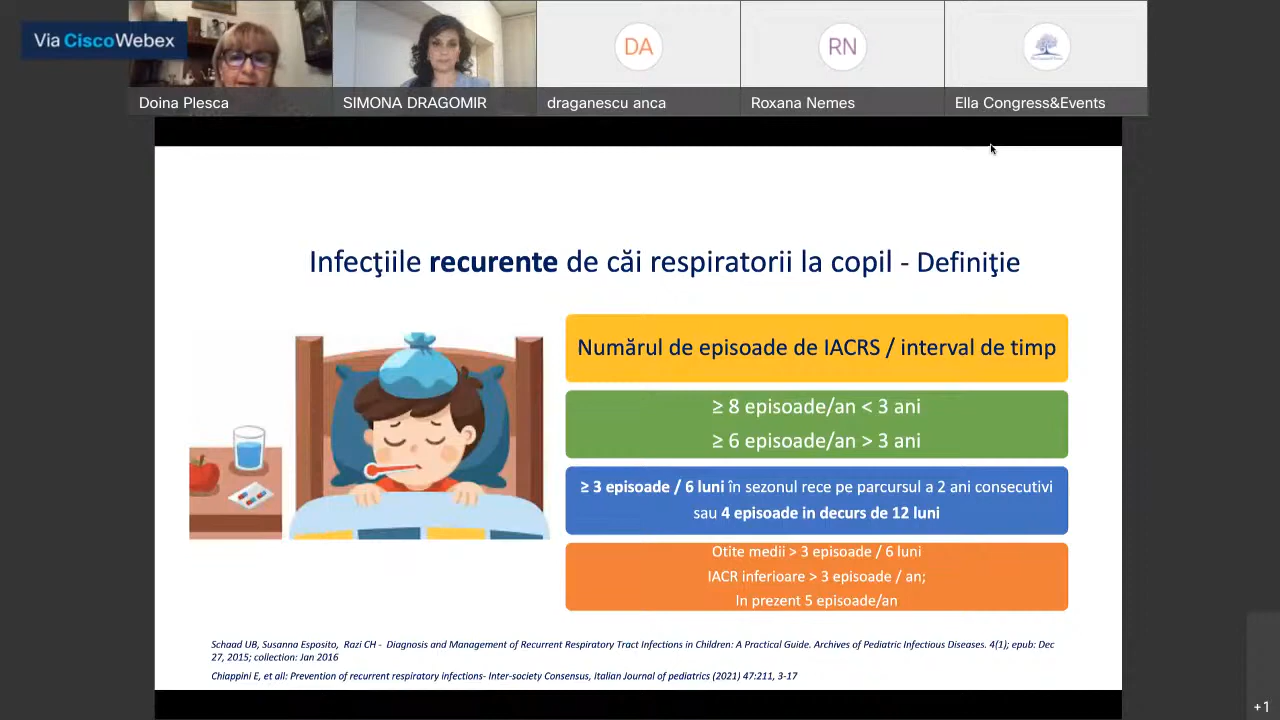 Via CiscoWebex
DA
RN
Doina Plesca
SIMONA DRAGOMIR
draganescu anca
Roxana Nemes
Ella Congress&Events
Infecţiile recurente de căi respiratorii la copil - Definiţie
Numărul de episoade de IACRS / interval de timp
≥ 8 episoade/an < 3 ani
≥ 6 episoade/an > 3 ani
≥ 3 episoade / 6 luni în sezonul rece pe parcursul a 2 ani consecutivi
sau 4 episoade in decurs de 12 luni
Otite medii > 3 episoade / 6 luni
IACR inferioare > 3 episoade / an;
In prezent 5 episoade/an
Schaad UB, Susanna Esposito, Razi CH - Diagnosis and Management of Recurrent Respiratory Tract Infections in Children: A Practical Guide. Archives of Pediatric Infectious Diseases. 4(1); epub: Dec
27, 2015; collection: Jan 2016
Chiappini E, et all: Prevention of recurrent respiratory infections- Inter-society Consensus, Italian Journal of pediatrics (2021) 47:211, 3-17
+1